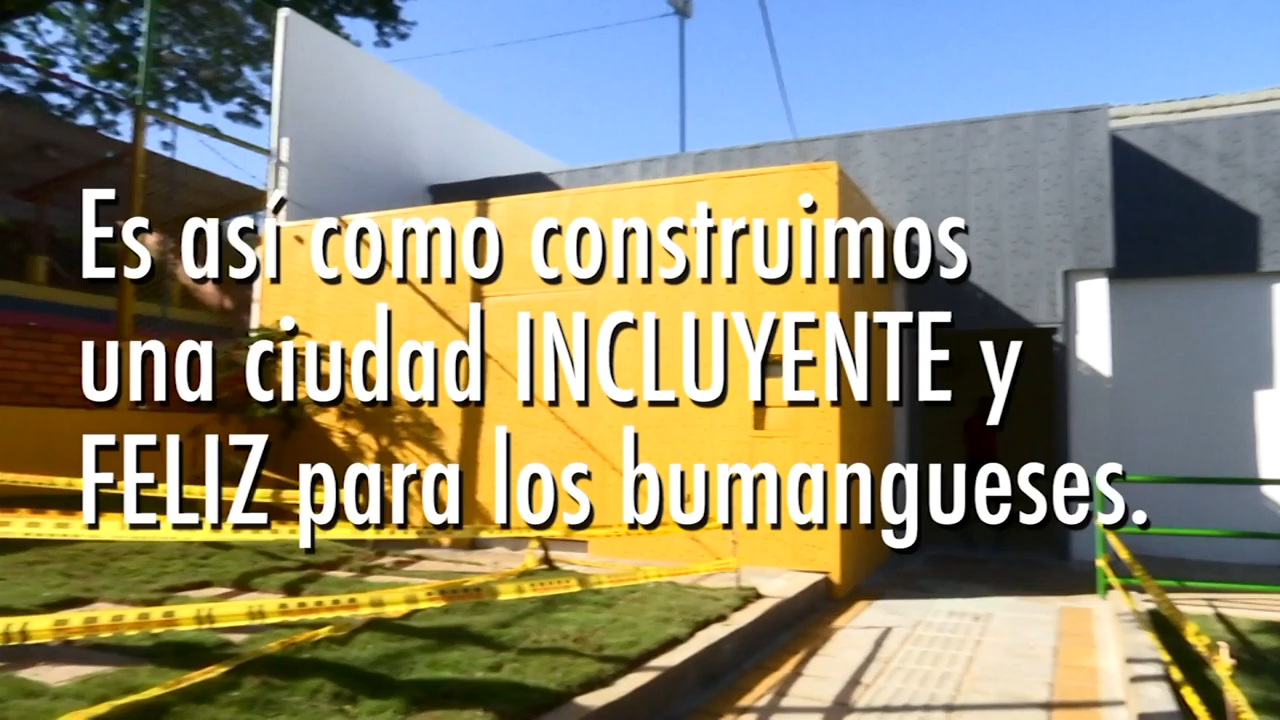 Es así como construimos
una ciudad INCLUYENTE y
FELIZ para los bumangueses.